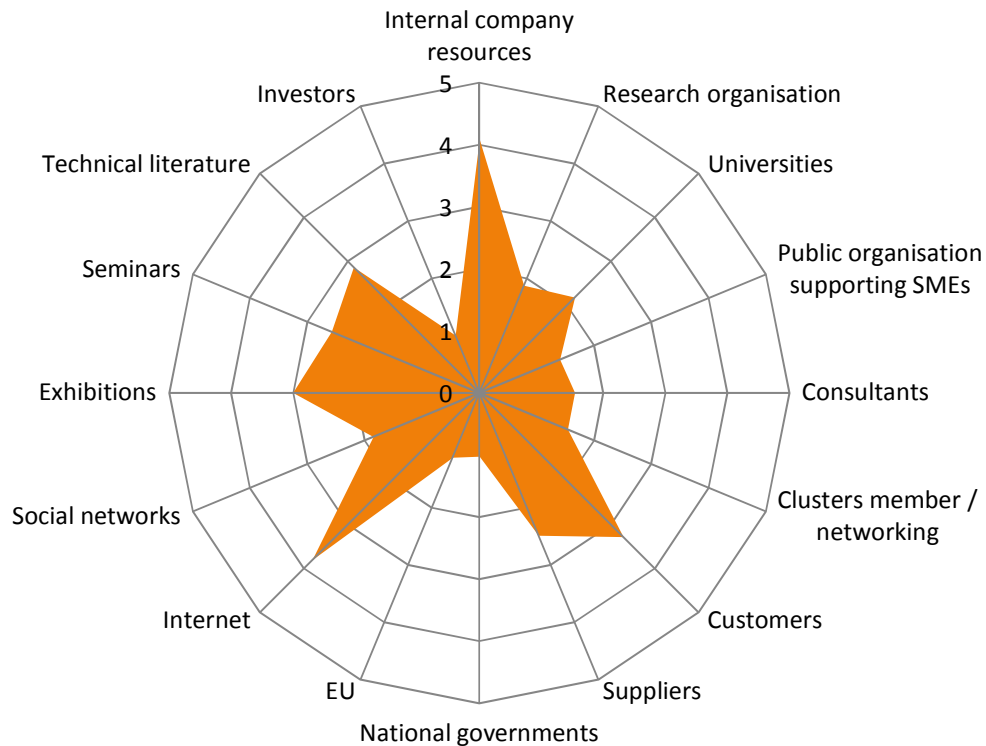 Internal company
resources
Research organisation
Universities
Public organisation
supporting SMEs
Consultants
Clusters member /
networking
Customers
Suppliers
National governments
EU
Internet
Social networks
Exhibitions
Seminars
Technical literature
Investors
5
4
3
2
1
0